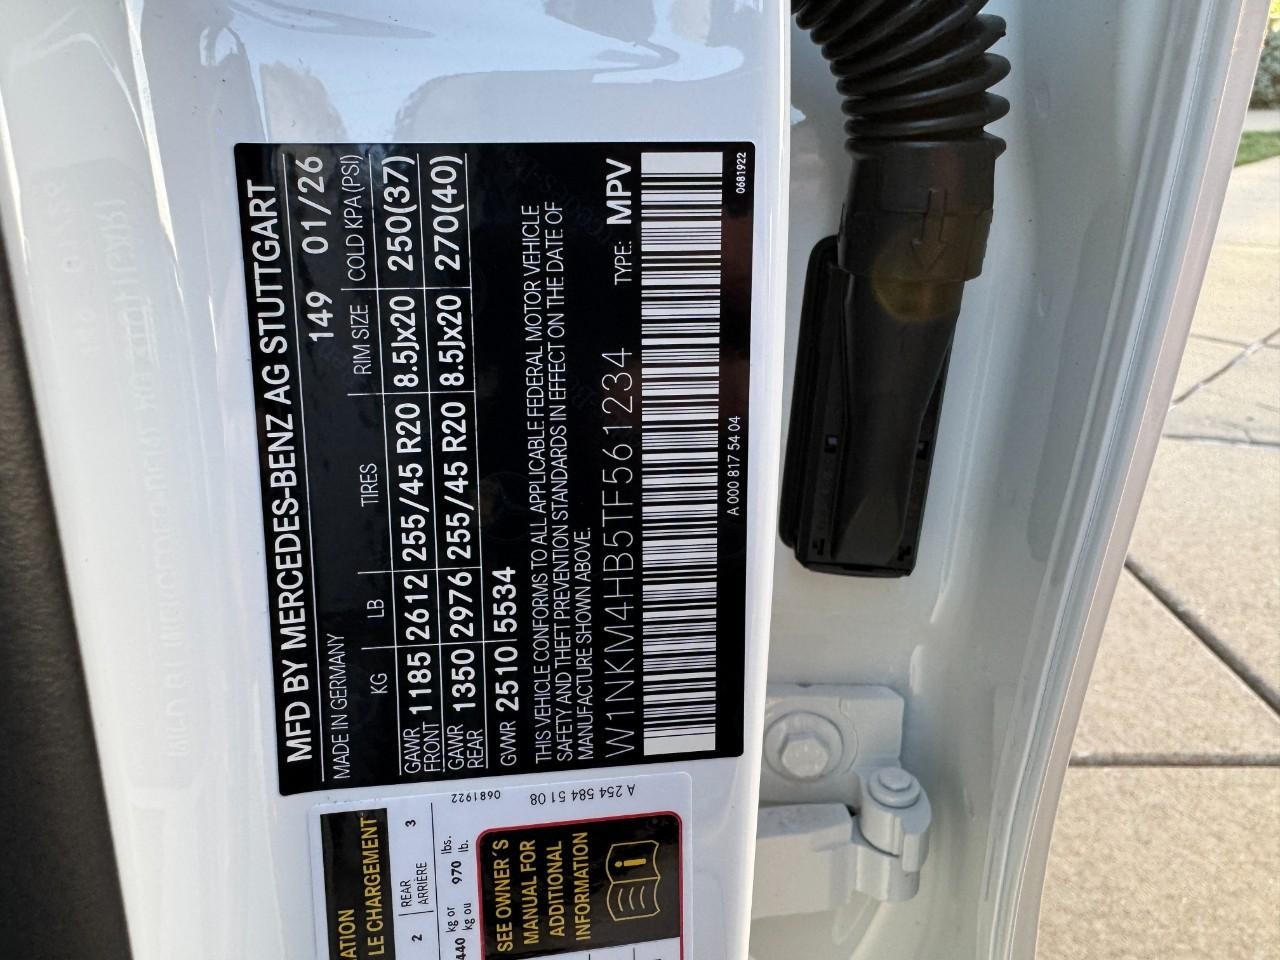 MFD BY MERCEDES-BENZ AG STUTTGART
MADE IN GERMANY 149 01/26
KG LB TIRES RIM SIZE COLD KPA (PSI)
GAWR FRONT 1185 2612 255/45 R20 8.5Jx20 250(37)
GAWR REAR 1350 2976 255/45 R20 8.5Jx20 270(40)
GWR 2510 5534
THIS VEHICLE CONFORMS TO ALL APPLICABLE FEDERAL MOTOR VEHICLE
SAFETY AND THEFT PREVENTION STANDARDS IN EFFECT ON THE DATE OF
MANUFACTURE SHOWN ABOVE.
W1NKM4HB5TF561234 TYPE: MPV
A 000 817 54 04 0681922
0681922 A 254 584 51 08
ATION
LE CHARGEMENT
2 REAR ARRIÈRE 3
440 kg or kg ou 970 lbs. lb.
SEE OWNER´S
MANUAL FOR
ADDITIONAL
INFORMATION